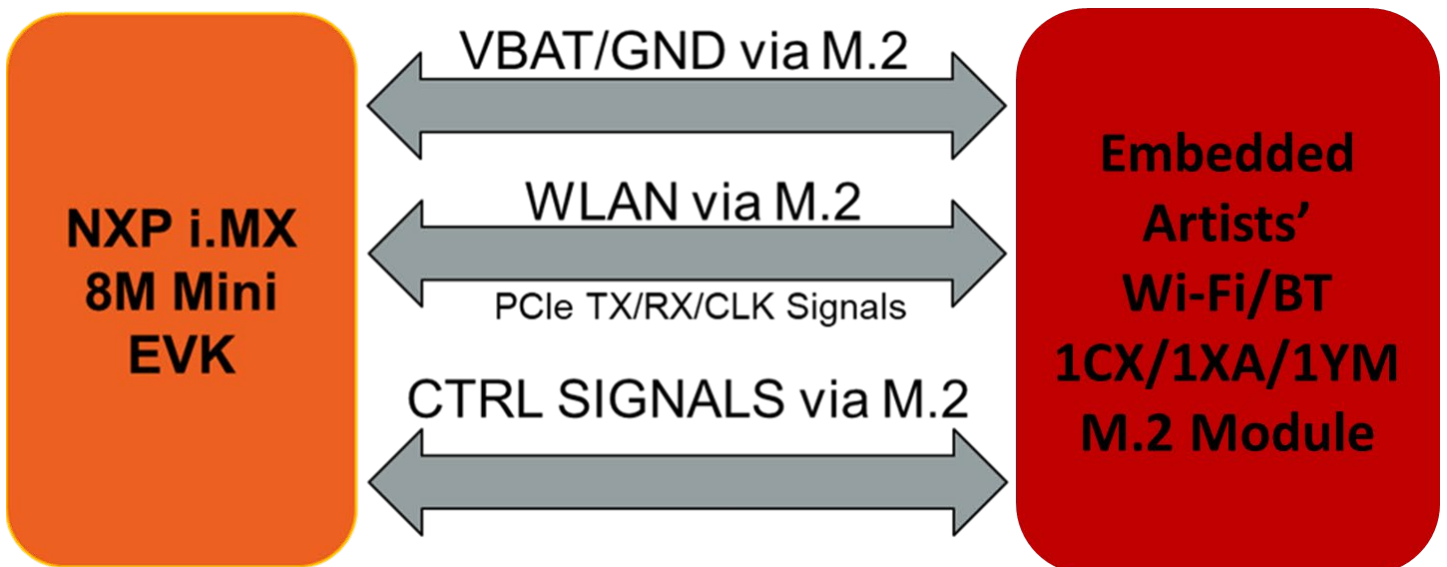 NXP i.MX
8M Mini
EVK
VBAT/GND via M.2
WLAN via M.2
PCIe TX/RX/CLK Signals
CTRL SIGNALS via M.2
Embedded
Artists’
Wi-Fi/BT
1CX/1XA/1YM
M.2 Module